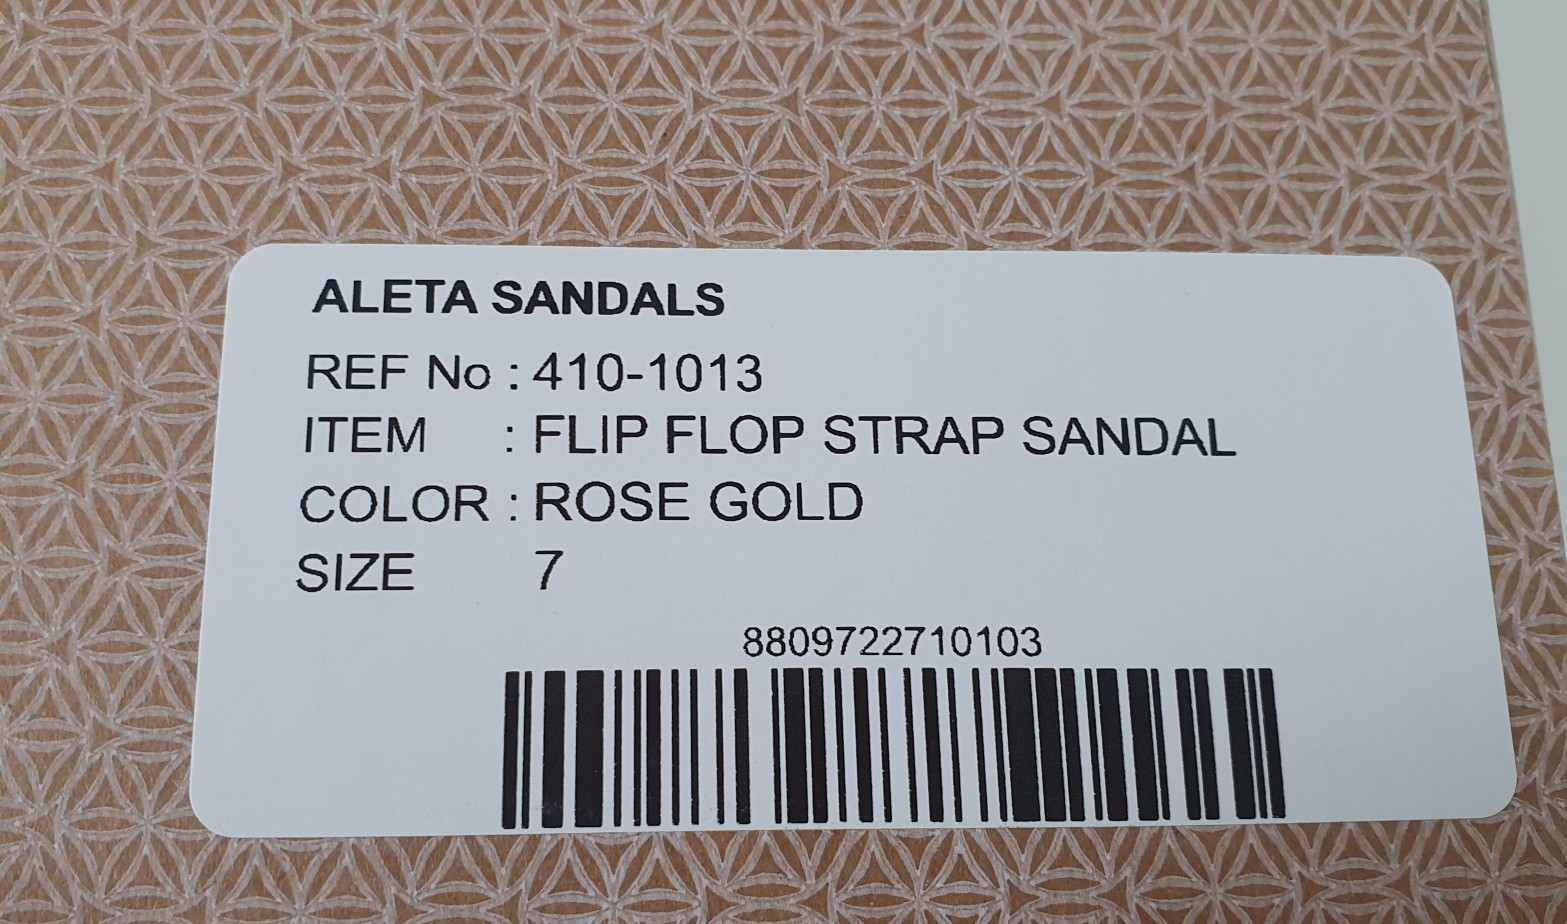 ALETA SANDALS
REF No : 410-1013
ITEM : FLIP FLOP STRAP SANDAL
COLOR : ROSE GOLD
SIZE 7
8809722710103